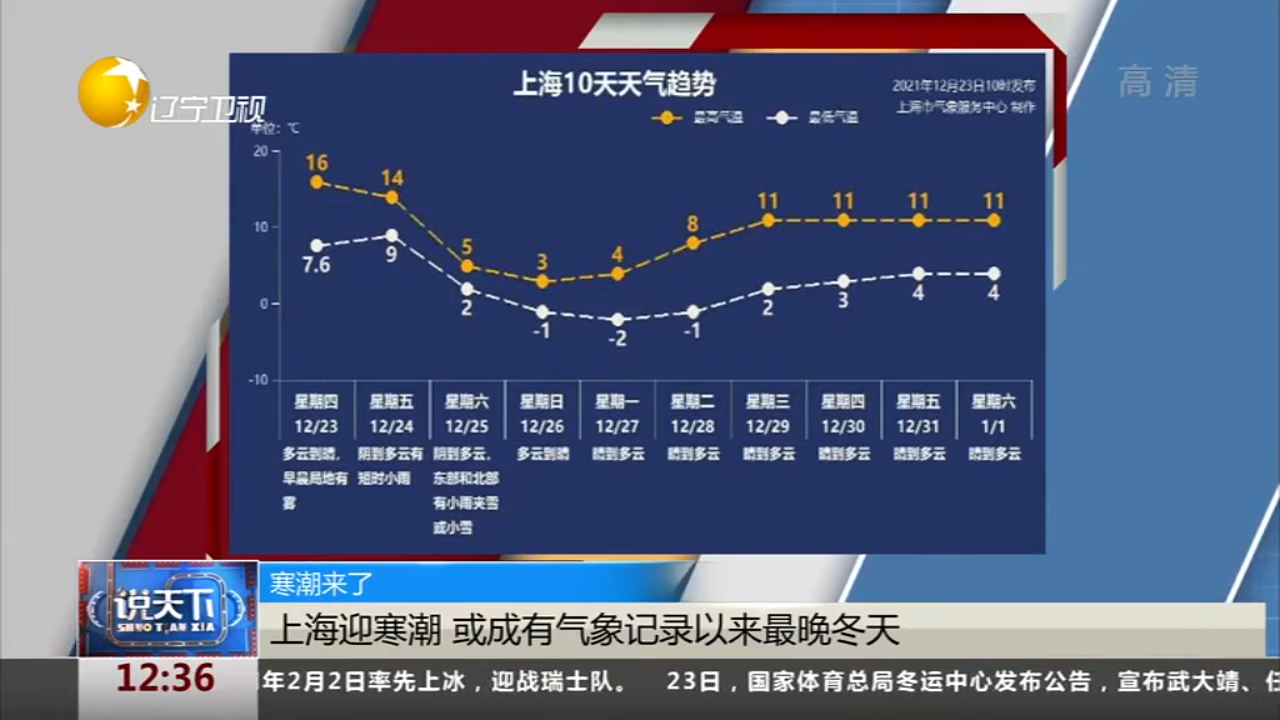 辽宁卫视
高清
上海10天天气趋势
2021年12月23日10时发布
上海市气象服务中心 制作
最高气温 最低气温
单位：℃
20
10
0
-10
16 14 5 3 4 8 11 11 11 11
7.6 9 2 -1 -2 -1 2 3 4 4
星期四 星期五 星期六 星期日 星期一 星期二 星期三 星期四 星期五 星期六
12/23 12/24 12/25 12/26 12/27 12/28 12/29 12/30 12/31 1/1
多云到晴，早晨局地有雾
阴到多云有短时小雨
阴到多云，东部和北部有小雨夹雪或小雪
多云到晴
晴到多云
晴到多云
晴到多云
晴到多云
晴到多云
晴到多云
说天下
SHUO TIAN XIA
寒潮来了
上海迎寒潮 或成有气象记录以来最晚冬天
12:36
年2月2日率先上冰，迎战瑞士队。 23日，国家体育总局冬运中心发布公告，宣布武大靖、任